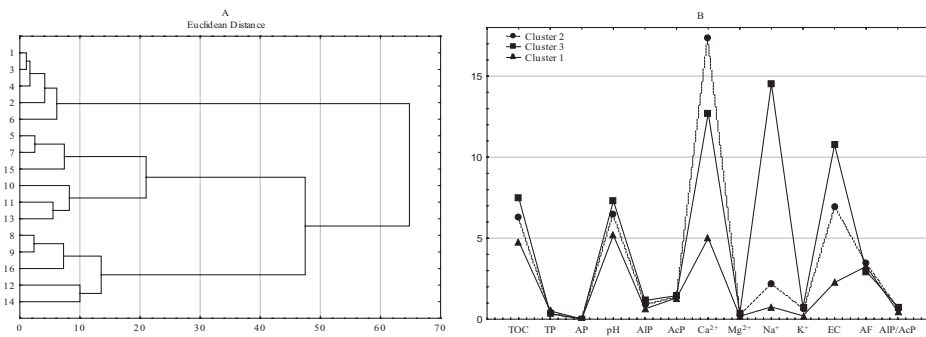 A
Euclidean Distance
1
3
4
2
6
5
7
15
10
11
13
8
9
16
12
14
0 10 20 30 40 50 60 70
B
Cluster 2
Cluster 3
Cluster 1
15
10
5
0
TOC TP AP pH AlP AcP Ca²⁺ Mg²⁺ Na⁺ K⁺ EC AF AlP/AcP